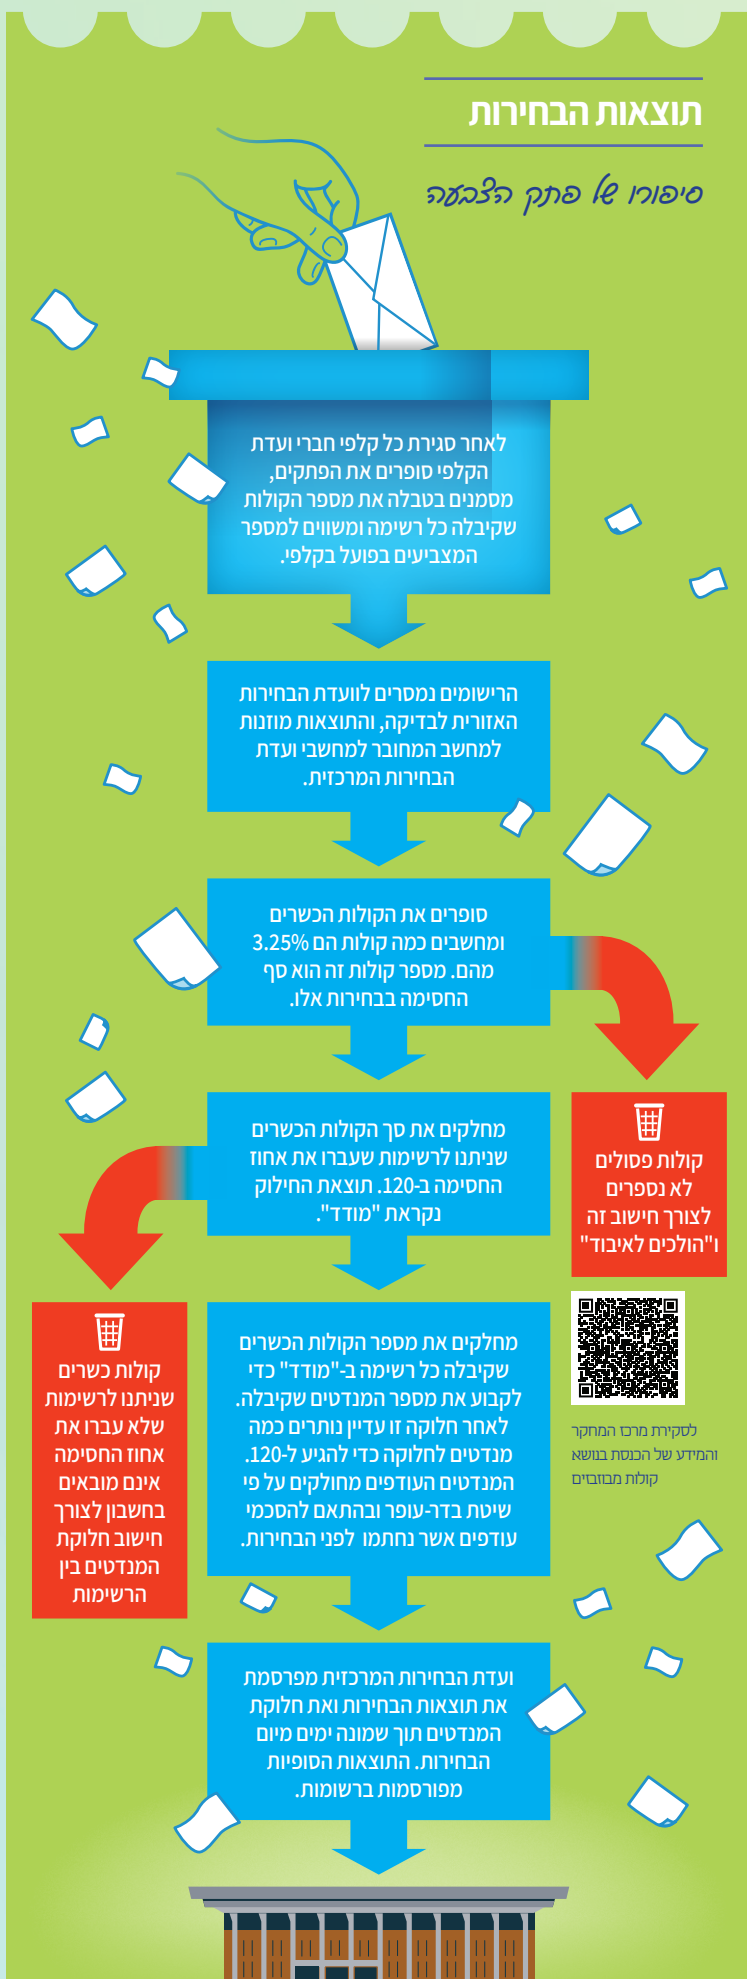 תוצאות הבחירות
סיפורו של פתק הצבעה
לאחר סגירת כל קלפי חברי ועדת
הקלפי סופרים את הפתקים,
מסמנים בטבלה את מספר הקולות
שקיבלה כל רשימה ומשווים למספר
המצביעים בפועל בקלפי.
הרישומים נמסרים לוועדת הבחירות
האזורית לבדיקה, והתוצאות מוזנות
למחשב המחובר למחשבי ועדת
הבחירות המרכזית.
סופרים את הקולות הכשרים
ומחשבים כמה קולות הם 3.25%
מהם. מספר קולות זה הוא סף
החסימה בבחירות אלו.
קולות פסולים
לא נספרים
לצורך חישוב זה
ו"הולכים לאיבוד"
לסקירת מרכז המחקר
והמידע של הכנסת בנושא
קולות מבוזבזים
מחלקים את סך הקולות הכשרים
שניתנו לרשימות שעברו את אחוז
החסימה ב-120. תוצאת החילוק
נקראת "מודד".
קולות כשרים
שניתנו לרשימות
שלא עברו את
אחוז החסימה
אינם מובאים
בחשבון לצורך
חישוב חלוקת
המנדטים בין
הרשימות
מחלקים את מספר הקולות הכשרים
שקיבלה כל רשימה ב-"מודד" כדי
לקבוע את מספר המנדטים שקיבלה.
לאחר חלוקה זו עדיין נותרים כמה
מנדטים לחלוקה כדי להגיע ל-120.
המנדטים העודפים מחולקים על פי
שיטת בדר-עופר ובהתאם להסכמי
עודפים אשר נחתמו לפני הבחירות.
ועדת הבחירות המרכזית מפרסמת
את תוצאות הבחירות ואת חלוקת
המנדטים תוך שמונה ימים מיום
הבחירות. התוצאות הסופיות
מפורסמות ברשומות.